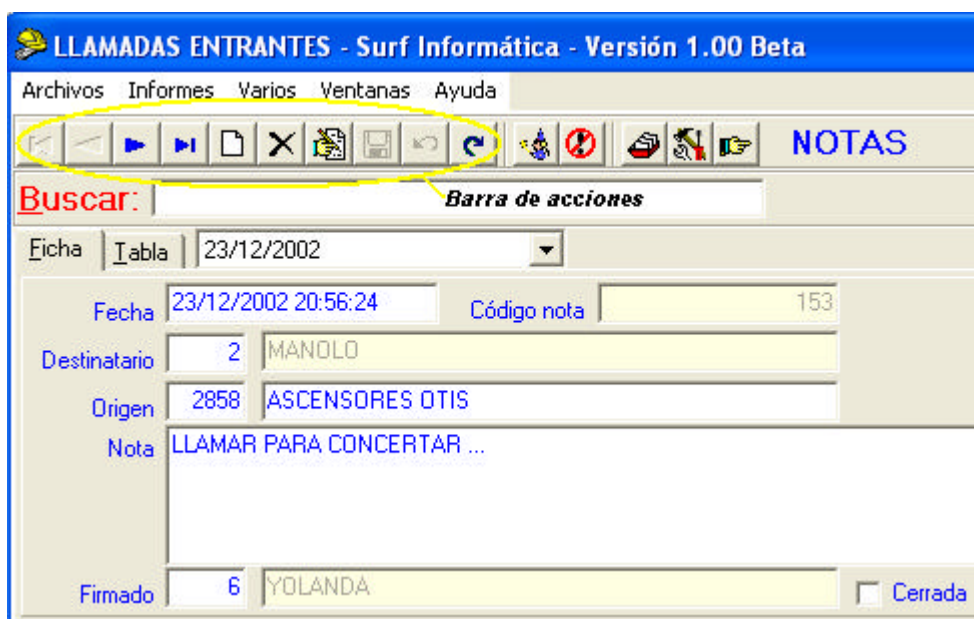 LLAMADAS ENTRANTES - Surf Informática - Versión 1.00 Beta
Archivos Informes Varios Ventanas Ayuda
NOTAS
Buscar: Barra de acciones
Ficha Tabla 23/12/2002
Fecha 23/12/2002 20:56:24 Código nota 153
Destinatario 2 MANOLO
Origen 2858 ASCENSORES OTIS
Nota LLAMAR PARA CONCERTAR ...
Firmado 6 YOLANDA Cerrada